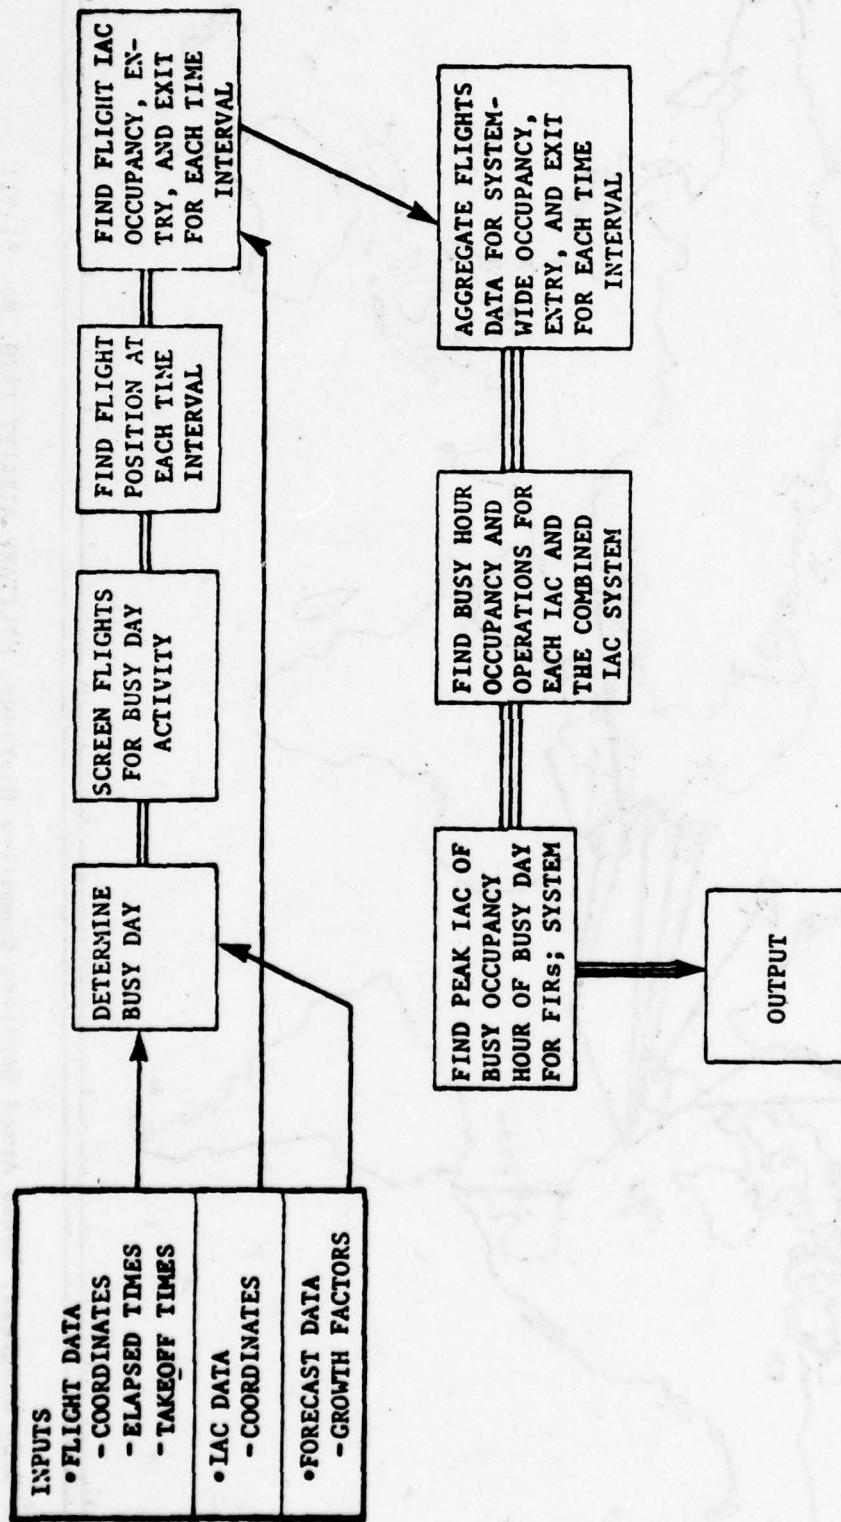 INPUTS
•FLIGHT DATA
-COORDINATES
-ELAPSED TIMES
-TAKEOFF TIMES
•IAC DATA
-COORDINATES
•FORECAST DATA
-GROWTH FACTORS
DETERMINE
BUSY DAY
SCREEN FLIGHTS
FOR BUSY DAY
ACTIVITY
FIND FLIGHT
POSITION AT
EACH TIME
INTERVAL
FIND FLIGHT IAC
OCCUPANCY, EN-
TRY, AND EXIT
FOR EACH TIME
INTERVAL
AGGREGATE FLIGHTS
DATA FOR SYSTEM-
WIDE OCCUPANCY,
ENTRY, AND EXIT
FOR EACH TIME
INTERVAL
FIND BUSY HOUR
OCCUPANCY AND
OPERATIONS FOR
EACH IAC AND
THE COMBINED
IAC SYSTEM
FIND PEAK IAC OF
BUSY OCCUPANCY
HOUR OF BUSY DAY
FOR FIRs; SYSTEM
OUTPUT